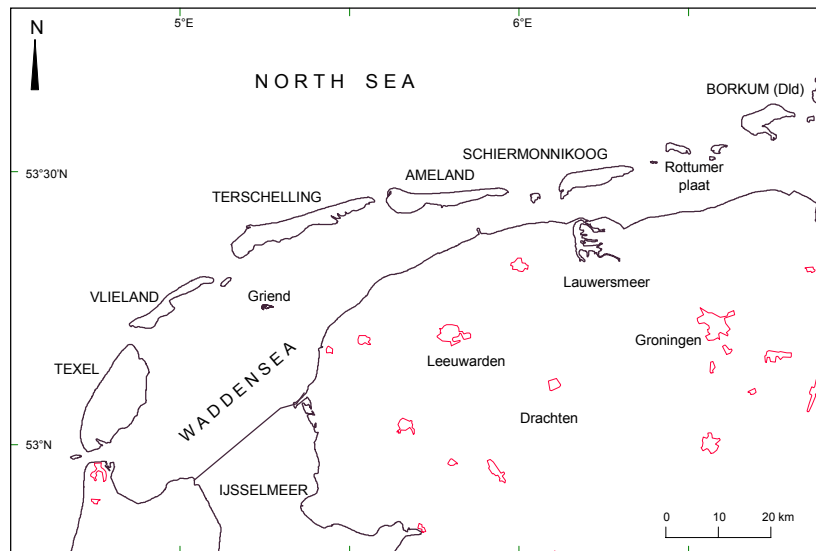 5°E
6°E
N
NORTH SEA
BORKUM (Dld)
SCHIERMONNIKOOG
Rottumer
plaat
53°30'N
AMELAND
TERSCHELLING
Lauwersmeer
VLIELAND
Griend
Groningen
Leeuwarden
TEXEL
WADDENSEA
Drachten
53°N
IJSSELMEER
0 10 20 km